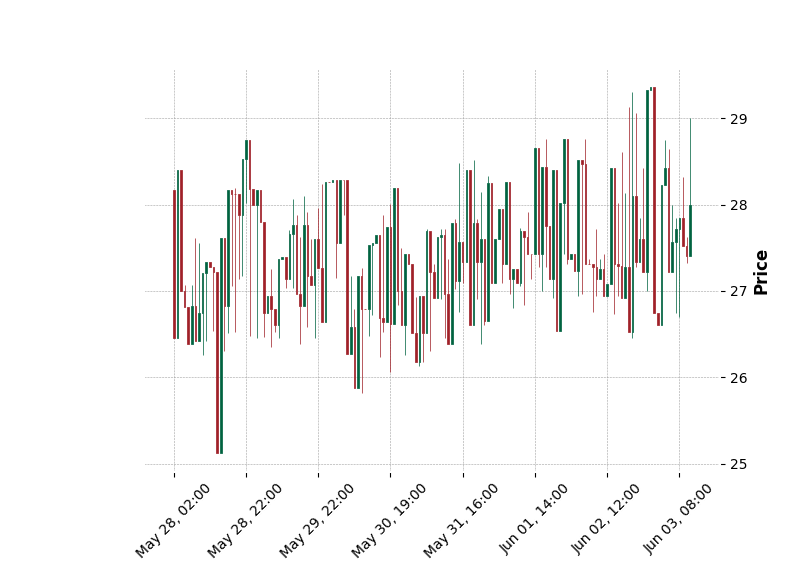 29
28
27
26
25
Price
May 28, 02:00
May 28, 22:00
May 29, 22:00
May 30, 19:00
May 31, 16:00
Jun 01, 14:00
Jun 02, 12:00
Jun 03, 08:00